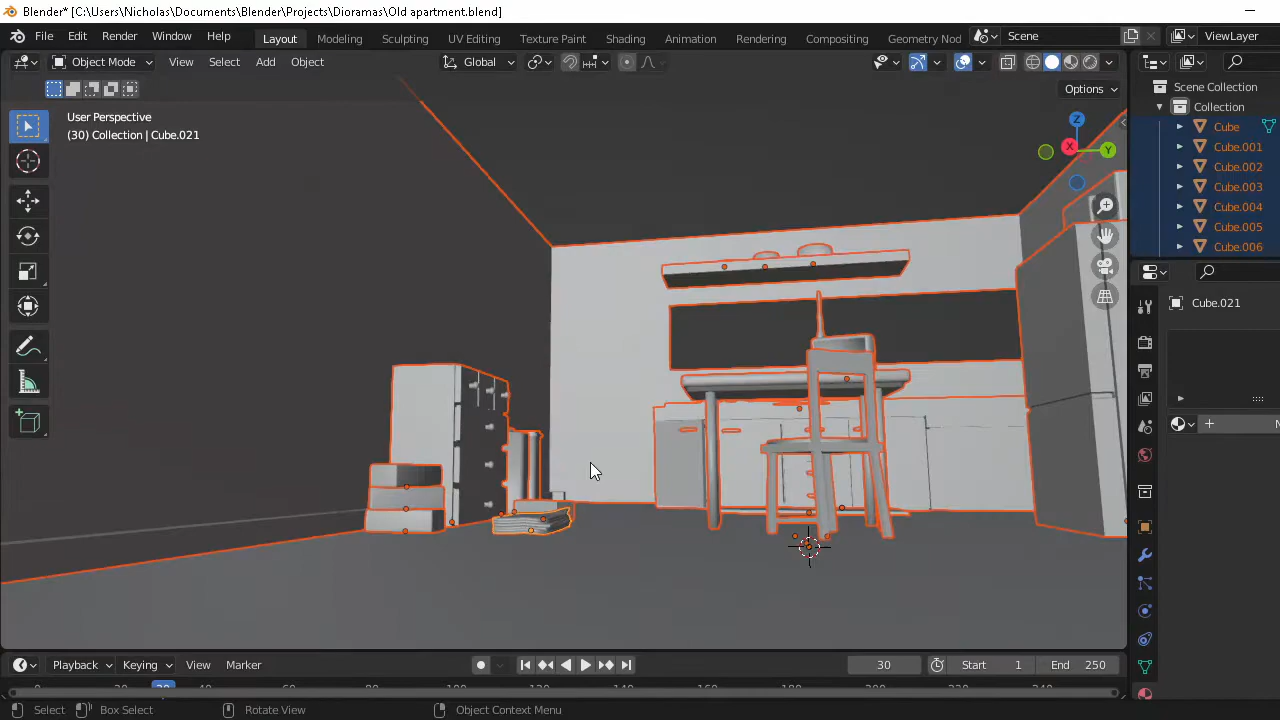 Blender* [C:\Users\Nicholas\Documents\Blender\Projects\Dioramas\Old apartment.blend]
File Edit Render Window Help Layout Modeling Sculpting UV Editing Texture Paint Shading Animation Rendering Compositing Geometry Nod Scene ViewLayer
Object Mode View Select Add Object Global
Options
User Perspective
(30) Collection | Cube.021
Z
X Y
Scene Collection
Collection
Cube
Cube.001
Cube.002
Cube.003
Cube.004
Cube.005
Cube.006
Cube.021
Playback Keying View Marker 30 Start 1 End 250
Select Box Select Rotate View Object Context Menu